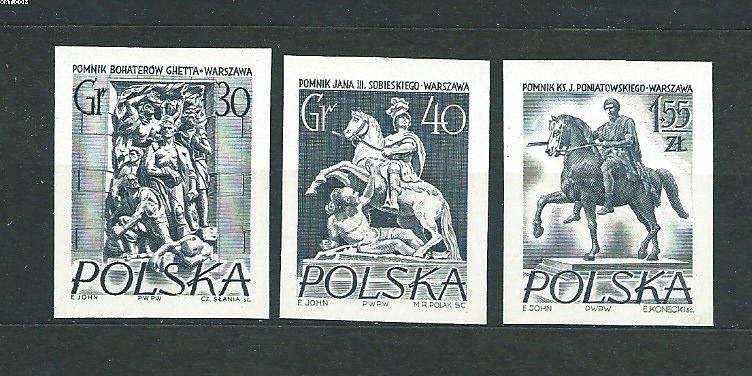 POMNIK BOHATERÓW GHETTA • WARSZAWA
Gr 30
POLSKA
E. JOHN PWPW CZ. SŁANIA SC.
POMNIK JANA III. SOBIESKIEGO • WARSZAWA
Gr 40
POLSKA
E. JOHN PWPW M.R. POLAK SC
POMNIK KS. J. PONIATOWSKIEGO • WARSZAWA
1.55
ZŁ
POLSKA
E. JOHN PWPW E. KONECKI SC.